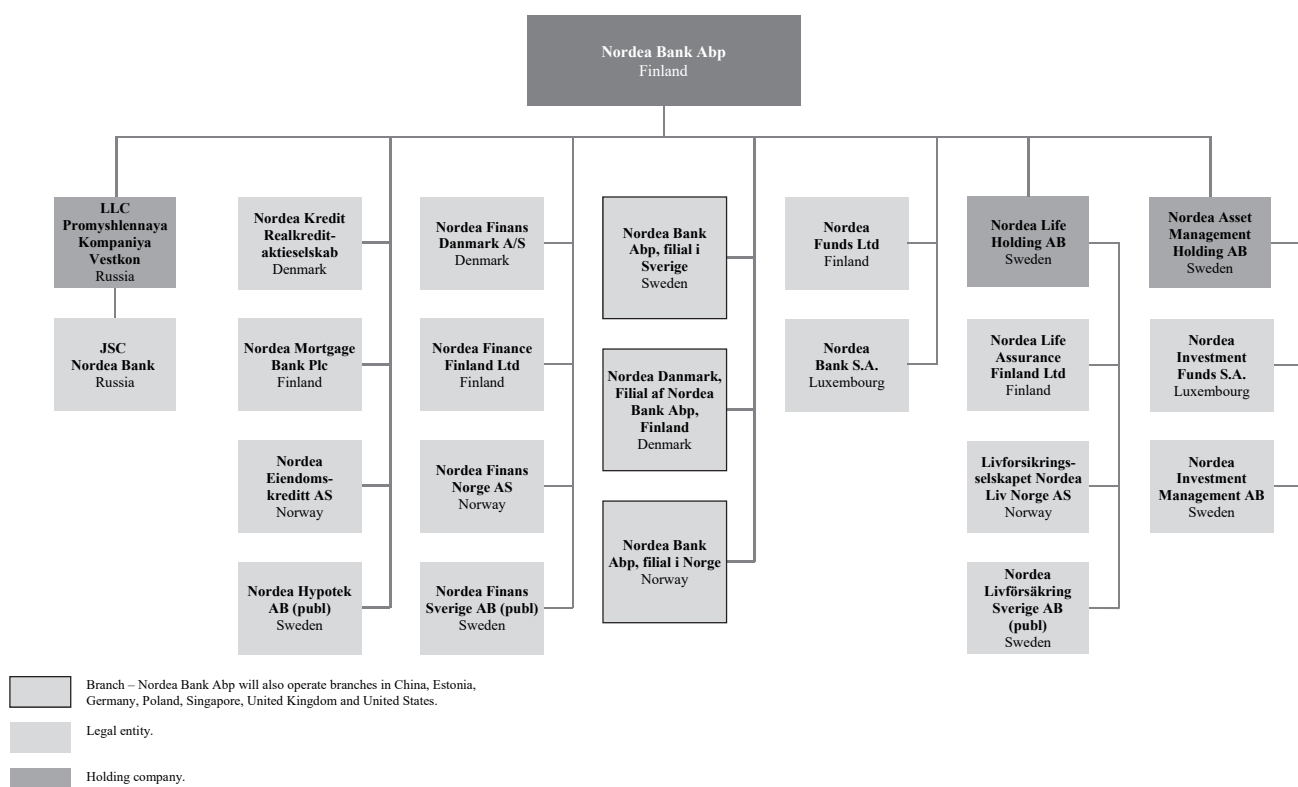 Nordea Bank Abp
Finland
LLC
Promyshlennaya
Kompaniya
Vestkon
Russia
JSC
Nordea Bank
Russia
Nordea Kredit
Realkredit-
aktieselskab
Denmark
Nordea Mortgage
Bank Plc
Finland
Nordea
Eiendoms-
kreditt AS
Norway
Nordea Hypotek
AB (publ)
Sweden
Nordea Finans
Danmark A/S
Denmark
Nordea Finance
Finland Ltd
Finland
Nordea Finans
Norge AS
Norway
Nordea Finans
Sverige AB (publ)
Sweden
Nordea Bank
Abp, filial i
Sverige
Sweden
Nordea Danmark,
Filial af Nordea
Bank Abp,
Finland
Denmark
Nordea Bank
Abp, filial i Norge
Norway
Nordea
Funds Ltd
Finland
Nordea
Bank S.A.
Luxembourg
Nordea Life
Holding AB
Sweden
Nordea Life
Assurance
Finland Ltd
Finland
Livforsikrings-
selskapet Nordea
Liv Norge AS
Norway
Nordea
Livförsäkring
Sverige AB
(publ)
Sweden
Nordea Asset
Management
Holding AB
Sweden
Nordea
Investment
Funds S.A.
Luxembourg
Nordea
Investment
Management AB
Sweden
Branch – Nordea Bank Abp will also operate branches in China, Estonia,
Germany, Poland, Singapore, United Kingdom and United States.
Legal entity.
Holding company.